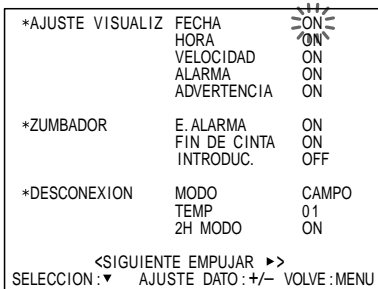 *AJUSTE VISUALIZ FECHA ON
HORA ON
VELOCIDAD ON
ALARMA ON
ADVERTENCIA ON
*ZUMBADOR E. ALARMA ON
FIN DE CINTA ON
INTRODUC. OFF
*DESCONEXION MODO CAMPO
TEMP 01
2H MODO ON
<SIGUIENTE EMPUJAR ►>
SELECCION:▼ AJUSTE DATO:+/− VOLVE:MENU